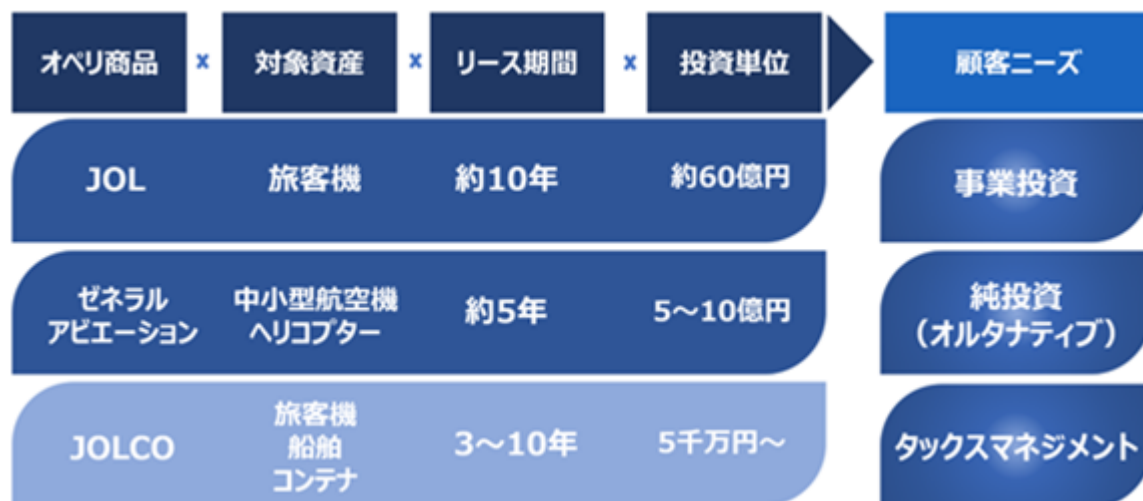 オペリ商品 x 対象資産 x リース期間 x 投資単位 顧客ニーズ
JOL 旅客機 約10年 約60億円 事業投資
ゼネラル
アビエーション
中小型航空機
ヘリコプター
約5年
5～10億円
純投資
（オルタナティブ）
JOLCO
旅客機
船舶
コンテナ
3～10年
5千万円～
タックスマネジメント